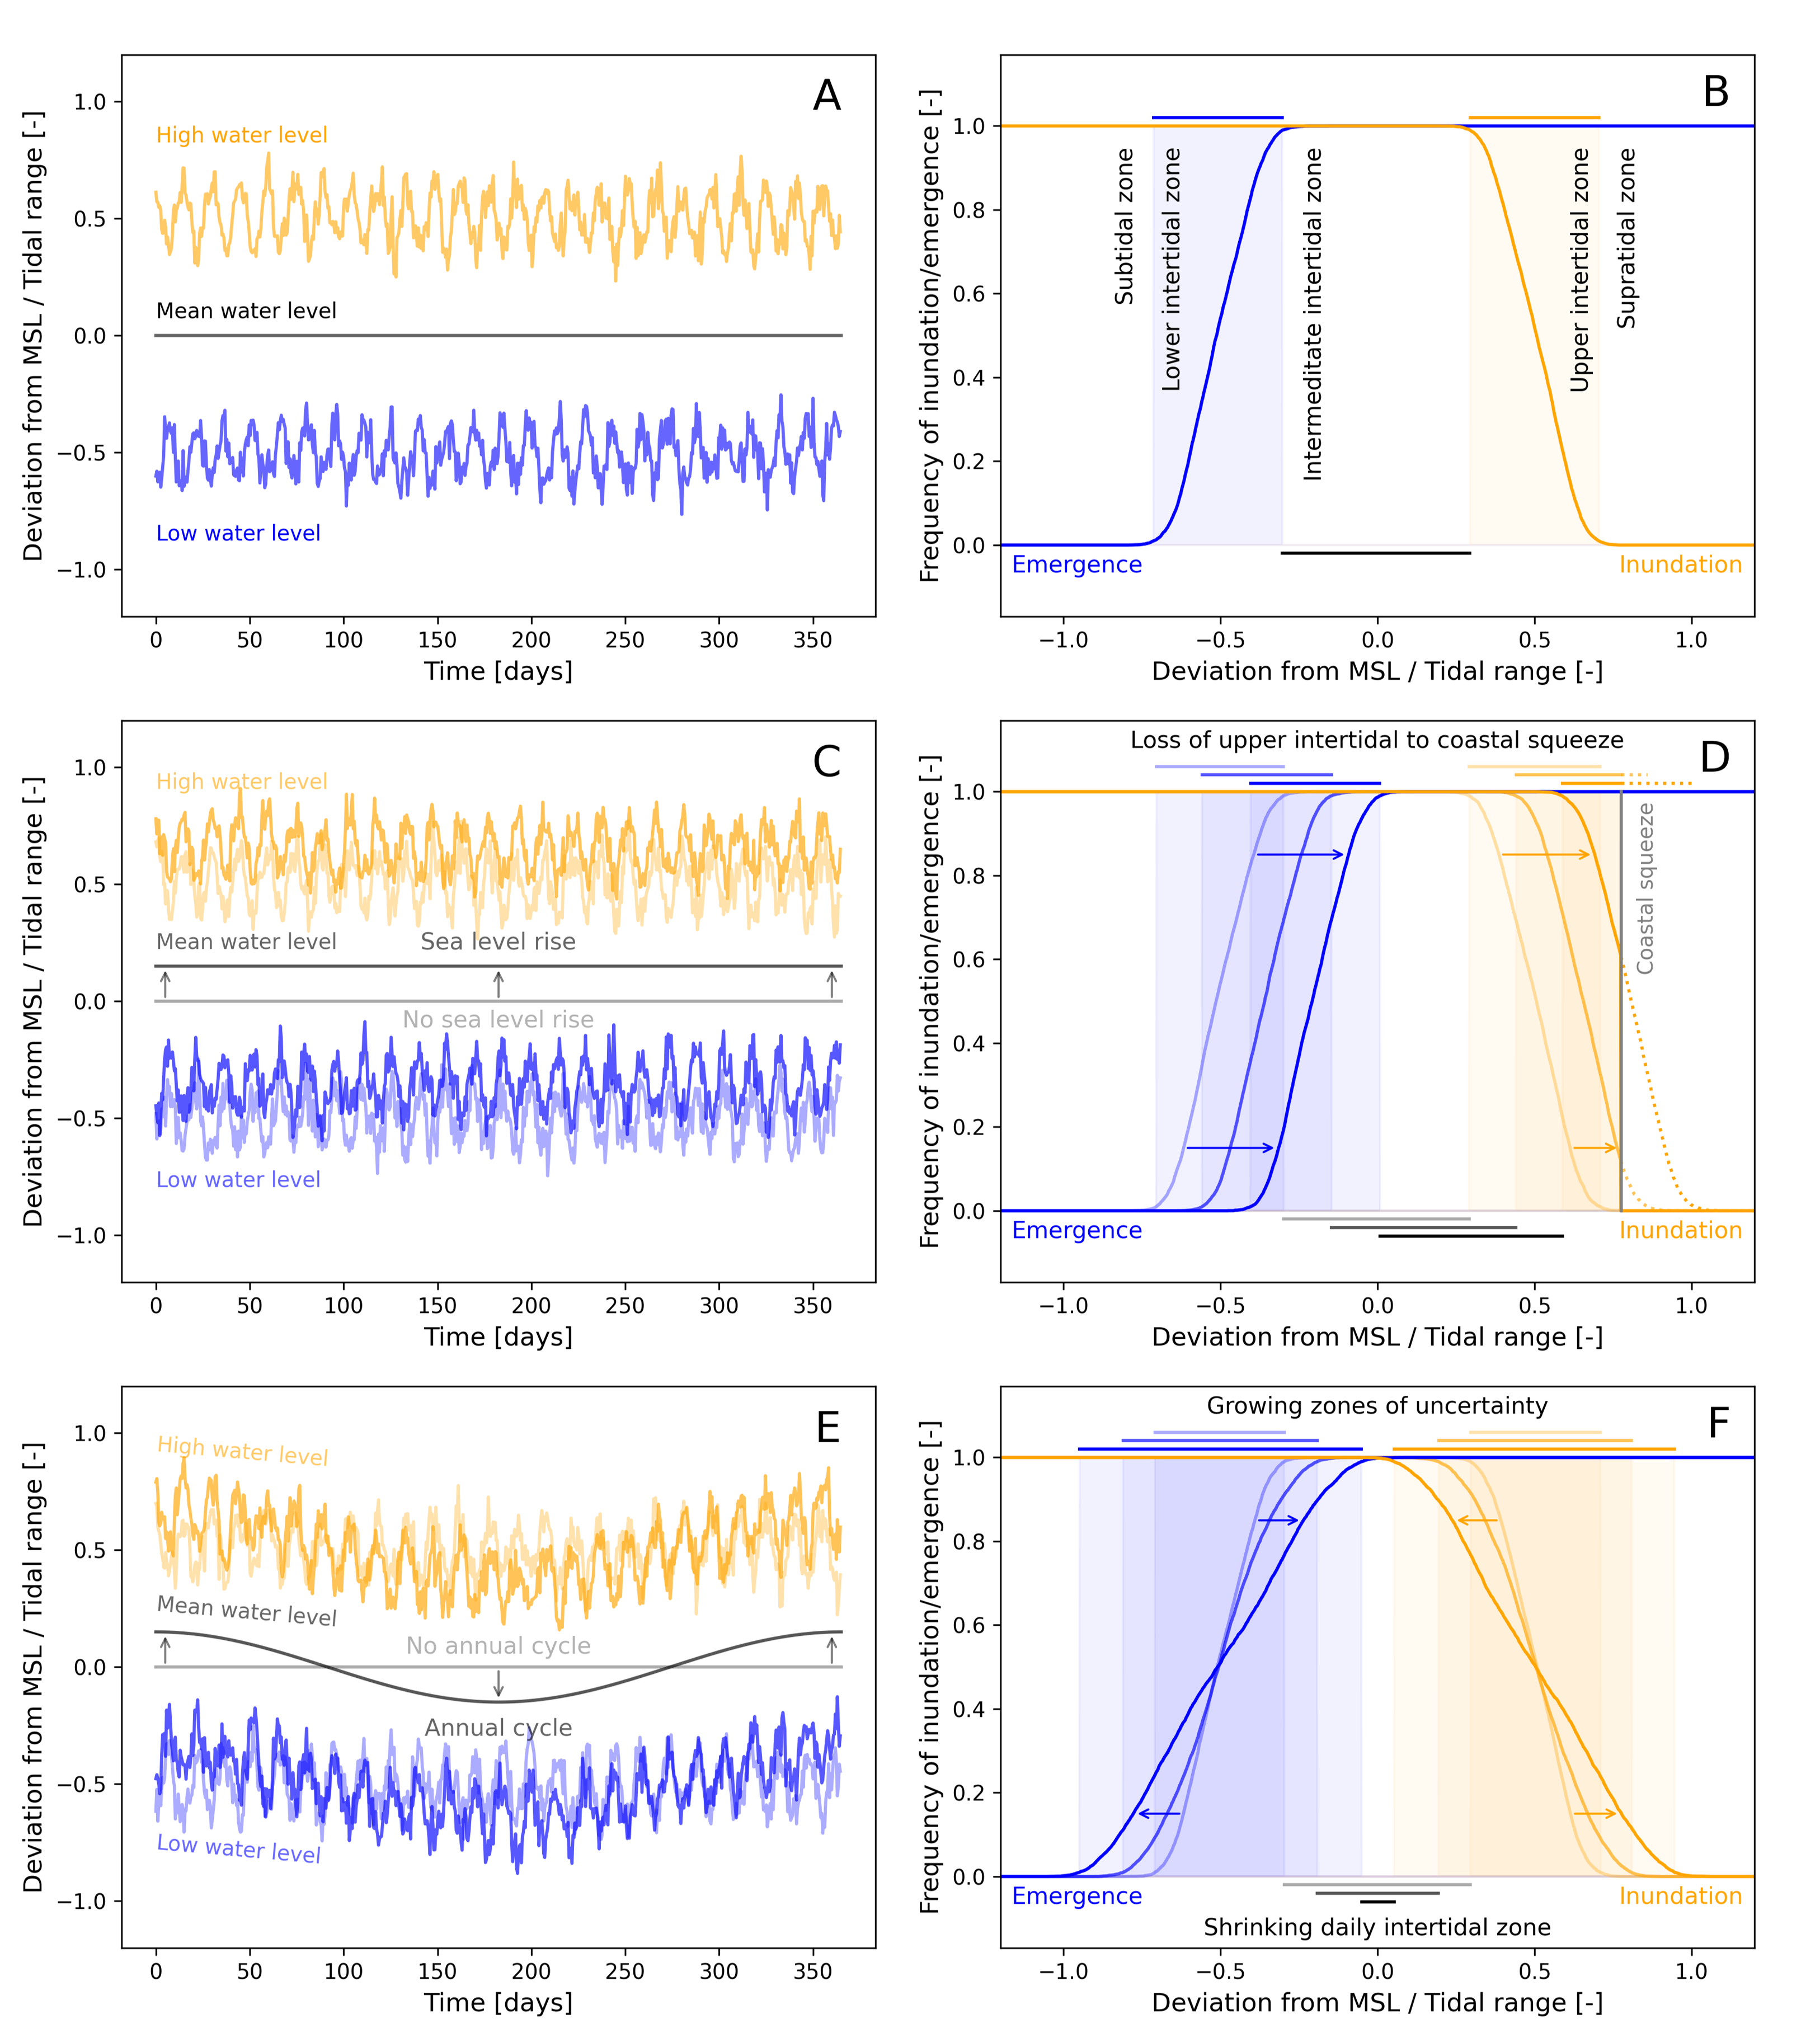 A
High water level
Mean water level
Low water level
1.0
0.5
0.0
−0.5
−1.0
0 50 100 150 200 250 300 350
Time [days]
Deviation from MSL / Tidal range [-]
B
Subtidal zone
Lower intertidal zone
Intermeditate intertidal zone
Upper intertidal zone
Supratidal zone
1.0
0.8
0.6
0.4
0.2
0.0
Emergence
Inundation
−1.0 −0.5 0.0 0.5 1.0
Deviation from MSL / Tidal range [-]
Frequency of inundation/emergence [-]
C
High water level
Mean water level
Sea level rise
No sea level rise
Low water level
1.0
0.5
0.0
−0.5
−1.0
0 50 100 150 200 250 300 350
Time [days]
Deviation from MSL / Tidal range [-]
D
Loss of upper intertidal to coastal squeeze
Coastal squeeze
1.0
0.8
0.6
0.4
0.2
0.0
Emergence
Inundation
−1.0 −0.5 0.0 0.5 1.0
Deviation from MSL / Tidal range [-]
Frequency of inundation/emergence [-]
E
High water level
Mean water level
No annual cycle
Annual cycle
Low water level
1.0
0.5
0.0
−0.5
−1.0
0 50 100 150 200 250 300 350
Time [days]
Deviation from MSL / Tidal range [-]
F
Growing zones of uncertainty
1.0
0.8
0.6
0.4
0.2
0.0
Emergence
Inundation
Shrinking daily intertidal zone
−1.0 −0.5 0.0 0.5 1.0
Deviation from MSL / Tidal range [-]
Frequency of inundation/emergence [-]